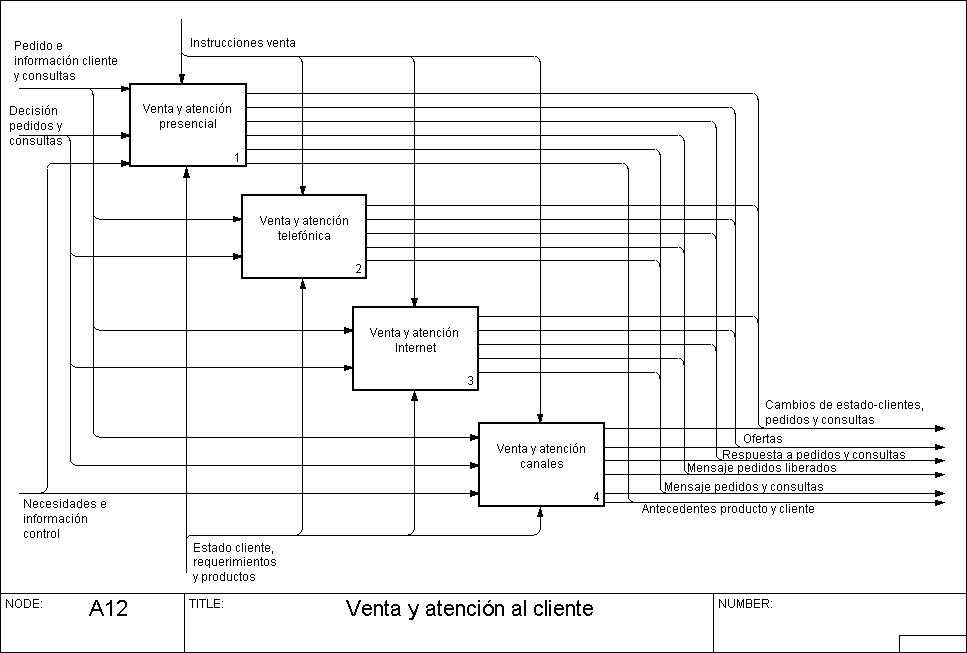 Instrucciones venta
Pedido e
información cliente
y consultas
Decisión
pedidos y
consultas
Venta y atención
presencial
1
Venta y atención
telefónica
2
Venta y atención
Internet
3
Venta y atención
canales
4
Cambios de estado-clientes,
pedidos y consultas
Ofertas
Respuesta a pedidos y consultas
Mensaje pedidos liberados
Mensaje pedidos y consultas
Antecedentes producto y cliente
Necesidades e
información
control
Estado cliente,
requerimientos
y productos
NODE: A12
TITLE: Venta y atención al cliente
NUMBER: